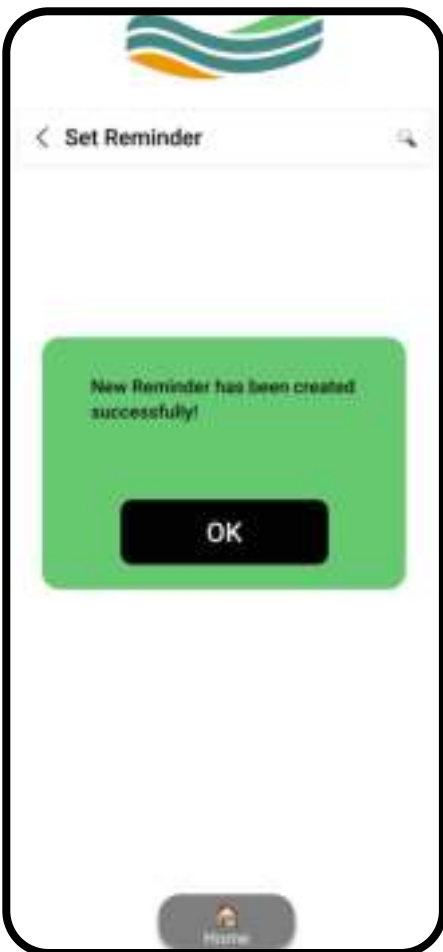 Set Reminder
New Reminder has been created
successfully!
OK
Home